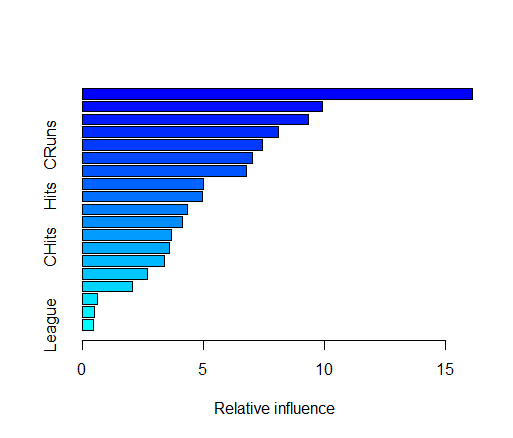 CRuns
Hits
CHits
League
0 5 10 15
Relative influence